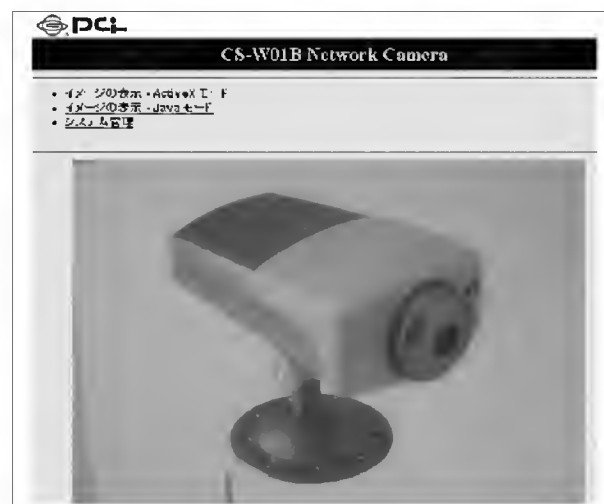 PCi
CS-W01B Network Camera
イメージの表示 - ActiveX モード
イメージの表示 - Java モード
システム管理